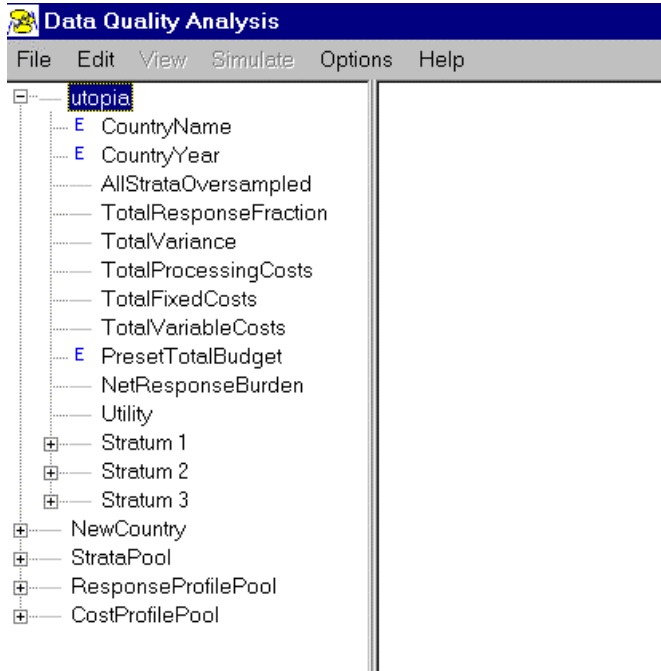 Data Quality Analysis
File Edit View Simulate Options Help
utopia
E CountryName
E CountryYear
AllStrataOversampled
TotalResponseFraction
TotalVariance
TotalProcessingCosts
TotalFixedCosts
TotalVariableCosts
E PresetTotalBudget
NetResponseBurden
Utility
Stratum 1
Stratum 2
Stratum 3
NewCountry
StrataPool
ResponseProfilePool
CostProfilePool